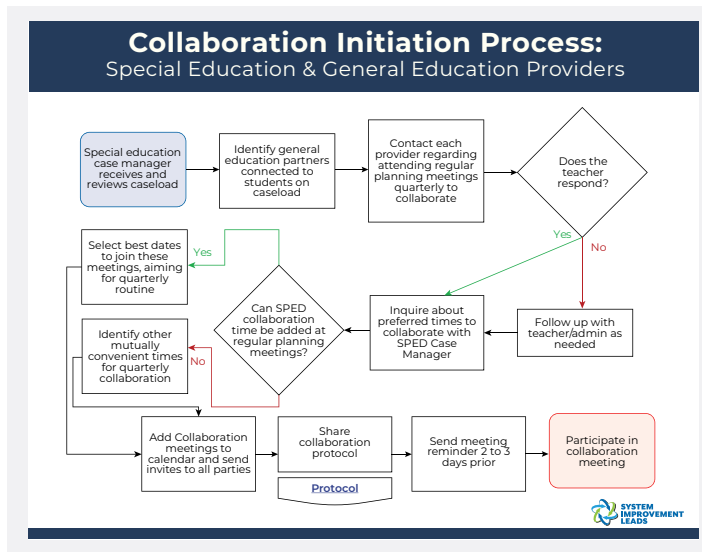 Collaboration Initiation Process:
Special Education & General Education Providers
Special education
case manager
receives and
reviews caseload
Identify general
education partners
connected to
students on
caseload
Contact each
provider regarding
attending regular
planning meetings
quarterly to
collaborate
Does the
teacher
respond?
Yes
No
Select best dates
to join these
meetings, aiming
for quarterly
routine
Yes
Can SPED
collaboration
time be added at
regular planning
meetings?
Inquire about
preferred times to
collaborate with
SPED Case
Manager
Follow up with
teacher/admin as
needed
Identify other
mutually
convenient times
for quarterly
collaboration
No
Add Collaboration
meetings to
calendar and send
invites to all parties
Share
collaboration
protocol
Protocol
Send meeting
reminder 2 to 3
days prior
Participate in
collaboration
meeting
SYSTEM
IMPROVEMENT
LEADS